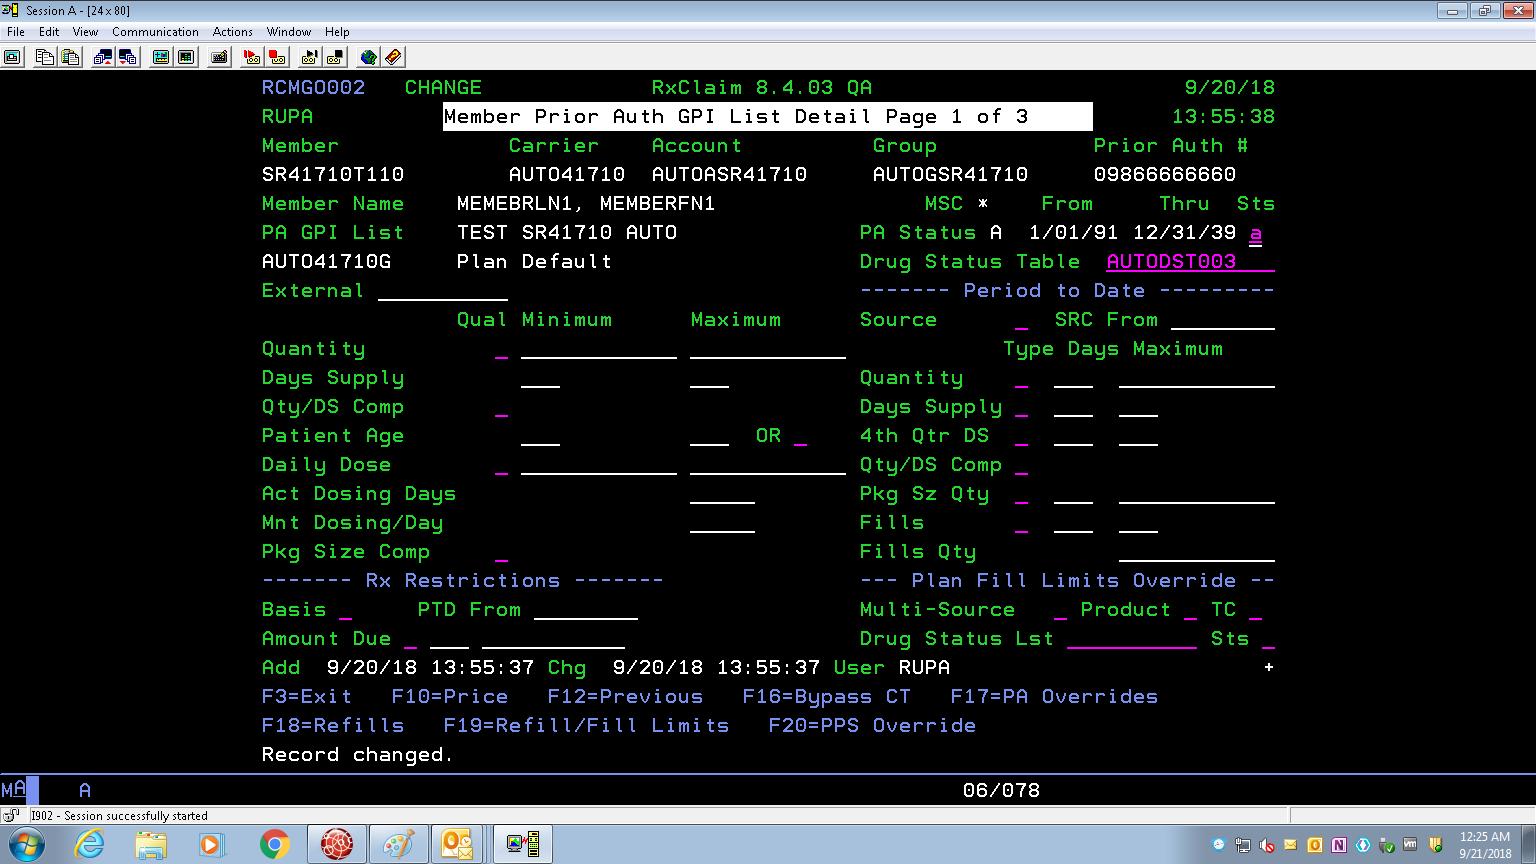 Session A - [24 x 80]
File Edit View Communication Actions Window Help
RCMGO002 CHANGE RxClaim 8.4.03 QA 9/20/18
RUPA Member Prior Auth GPI List Detail Page 1 of 3 13:55:38
Member Carrier Account Group Prior Auth #
SR41710T110 AUTO41710 AUTOASR41710 AUTOGSR41710 09866666660
Member Name MEMEBRLN1, MEMBERFN1 MSC * From Thru Sts
PA GPI List TEST SR41710 AUTO PA Status A 1/01/91 12/31/39 a
AUTO41710G Plan Default Drug Status Table AUTODST003
External ------- Period to Date ---------
Qual Minimum Maximum Source _ SRC From
Quantity _ Type Days Maximum
Days Supply Quantity _
Qty/DS Comp _ Days Supply _
Patient Age OR _ 4th Qtr DS _
Daily Dose _ Qty/DS Comp _
Act Dosing Days Pkg Sz Qty _
Mnt Dosing/Day Fills _
Pkg Size Comp _ Fills Qty
------- Rx Restrictions ------- --- Plan Fill Limits Override --
Basis _ PTD From Multi-Source _ Product _ TC _
Amount Due _ Drug Status Lst Sts _
Add 9/20/18 13:55:37 Chg 9/20/18 13:55:37 User RUPA +
F3=Exit F10=Price F12=Previous F16=Bypass CT F17=PA Overrides
F18=Refills F19=Refill/Fill Limits F20=PPS Override
Record changed.
MA A 06/078
I902 - Session successfully started
12:25 AM
9/21/2018